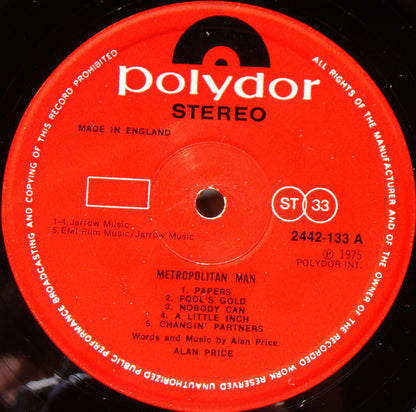 polydor
STEREO
MADE IN ENGLAND
ST 33
1-4. Jarrow Music
5. EMI Film Music/Jarrow Music
2442-133 A
℗ 1975
POLYDOR INT.
METROPOLITAN MAN
1. PAPERS
2. FOOL'S GOLD
3. NOBODY CAN
4. A LITTLE INCH
5. CHANGIN' PARTNERS
Words and Music by Alan Price
ALAN PRICE
ALL RIGHTS OF THE MANUFACTURER AND OF THE OWNER OF THE RECORDED WORK RESERVED UNAUTHORIZED PUBLIC PERFORMANCE BROADCASTING AND COPYING OF THIS RECORD PROHIBITED